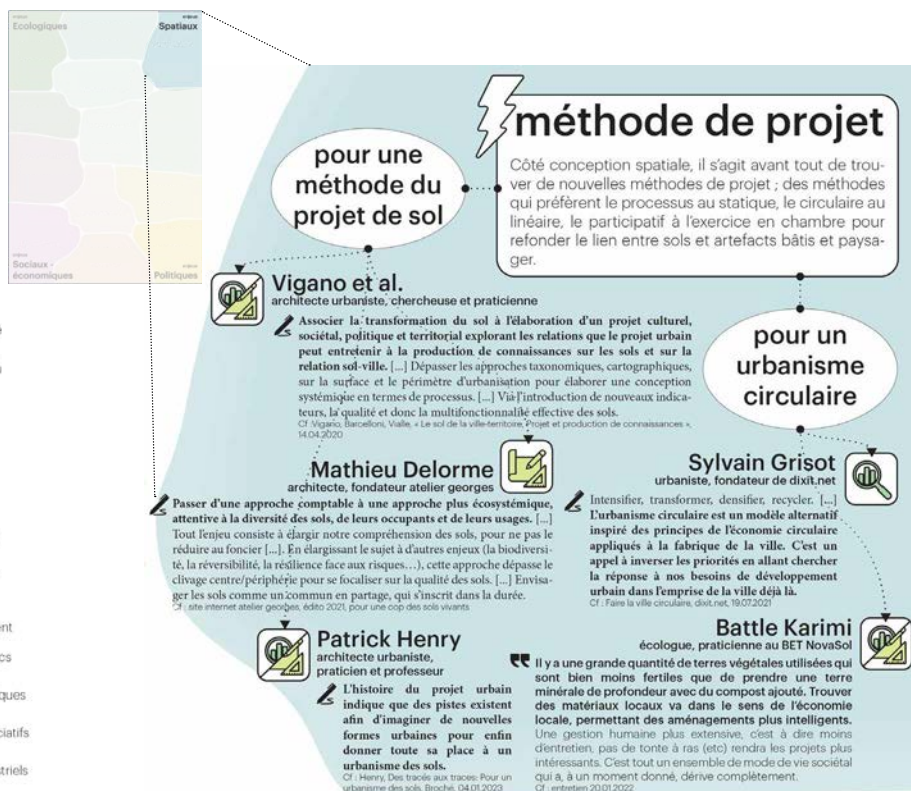 enjeux
Ecologiques
enjeux
Spatiaux
enjeux
Sociaux -
économiques
enjeux
Politiques
méthode de projet
Côté conception spatiale, il s'agit avant tout de trou-
ver de nouvelles méthodes de projet ; des méthodes
qui préfèrent le processus au statique, le circulaire au
linéaire, le participatif à l'exercice en chambre pour
refonder le lien entre sols et artefacts bâtis et paysa-
ger.
pour une
méthode du
projet de sol
Vigano et al.
architecte urbaniste, chercheuse et praticienne
Associer la transformation du sol à l'élaboration d'un projet culturel,
sociétal, politique et territorial explorant les relations que le projet urbain
peut entretenir à la production de connaissances sur les sols et sur la
relation sol-ville. [...] Dépasser les approches taxonomiques, cartographiques,
sur la surface et le périmètre d'urbanisation pour élaborer une conception
systémique en termes de processus. [...] Via l'introduction de nouveaux indica-
teurs, la qualité et donc la multifonctionnalité effective des sols.
Cf :Vigano, Barcelloni, Vialle, « Le sol de la ville-territoire, Projet et production de connaissances »,
14.04.2020
Mathieu Delorme
architecte, fondateur atelier georges
Passer d'une approche comptable à une approche plus écosystémique,
attentive à la diversité des sols, de leurs occupants et de leurs usages. [...]
Tout l'enjeu consiste à élargir notre compréhension des sols, pour ne pas le
réduire au foncier [...]. En élargissant le sujet à d'autres enjeux (la biodiversi-
té, la réversibilité, la résilience face aux risques…), cette approche dépasse le
clivage centre/périphérie pour se focaliser sur la qualité des sols. [...] Envisa-
ger les sols comme un commun en partage, qui s'inscrit dans la durée.
Cf : site internet atelier georges, édito 2021, pour une cop des sols vivants
Patrick Henry
architecte urbaniste,
praticien et professeur
L'histoire du projet urbain
indique que des pistes existent
afin d'imaginer de nouvelles
formes urbaines pour enfin
donner toute sa place à un
urbanisme des sols.
Cf : Henry, Des tracés aux traces: Pour un
urbanisme des sols, Broché, 04.01.2023
pour un
urbanisme
circulaire
Sylvain Grisot
urbaniste, fondateur de dixit.net
Intensifier, transformer, densifier, recycler. [...]
L'urbanisme circulaire est un modèle alternatif
inspiré des principes de l'économie circulaire
appliqués à la fabrique de la ville. C'est un
appel à inverser les priorités en allant chercher
la réponse à nos besoins de développement
urbain dans l'emprise de la ville déjà là.
Cf : Faire la ville circulaire, dixit.net, 19.07.2021
Battle Karimi
écologue, praticienne au BET NovaSol
Il y a une grande quantité de terres végétales utilisées qui
sont bien moins fertiles que de prendre une terre
minérale de profondeur avec du compost ajouté. Trouver
des matériaux locaux va dans le sens de l'économie
locale, permettant des aménagements plus intelligents.
Une gestion humaine plus extensive, c'est à dire moins
d'entretien, pas de tonte à ras (etc) rendra les projets plus
intéressants. C'est tout un ensemble de mode de vie sociétal
qui a, à un moment donné, dérive complètement.
Cf : entretien 20.01.2022
ent
cs
ques
ciatifs
striels